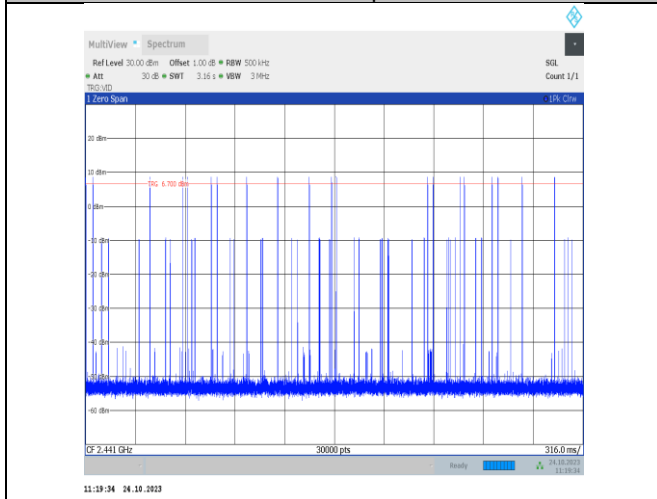 MultiView Spectrum
Ref Level 30.00 dBm Offset 1.00 dB RBW 500 kHz SGL
Att 30 dB SWT 3.16 s VBW 3 MHz Count 1/1
TRG:VID
1 Zero Span 1Pk Clrw
20 dBm
10 dBm
TRG 6.700 dBm
0 dBm
-10 dBm
-20 dBm
-30 dBm
-40 dBm
-50 dBm
-60 dBm
CF 2.441 GHz 30000 pts 316.0 ms/
Ready 24.10.2023
11:19:34
11:19:34 24.10.2023